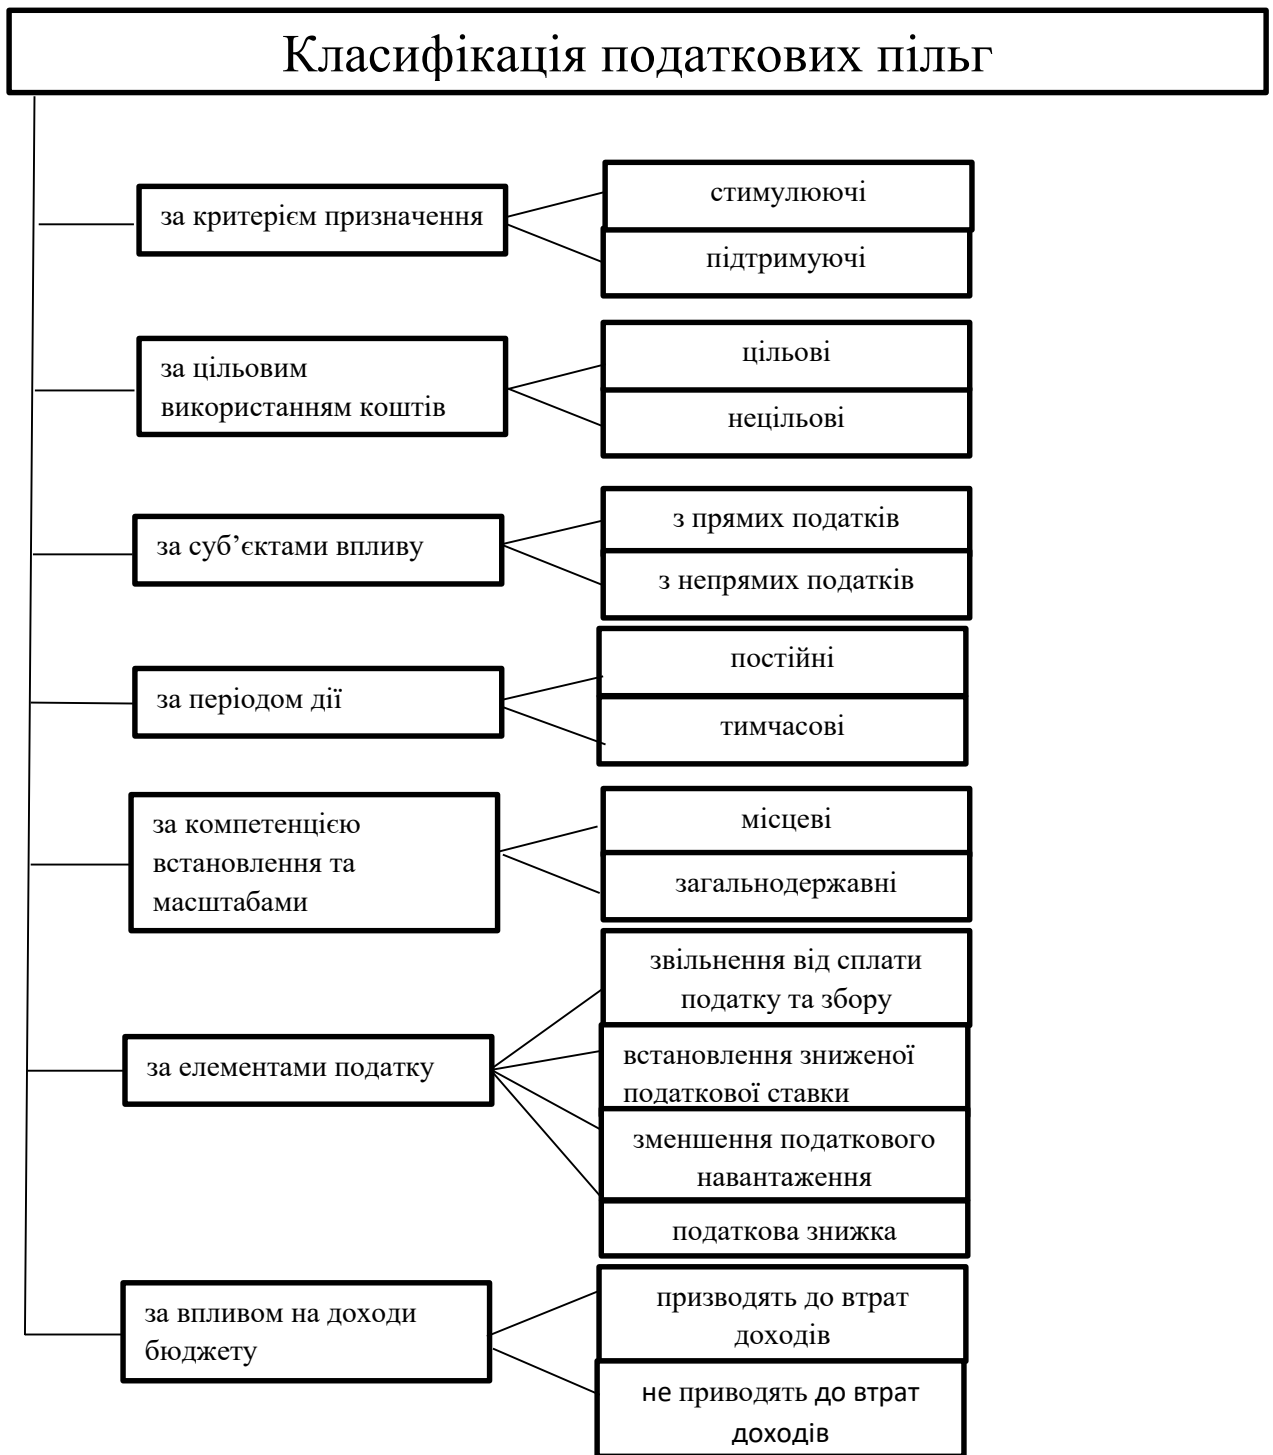 Класифікація податкових пільг
за критерієм призначення
стимулюючі
підтримуючі
за цільовим
використанням коштів
цільові
нецільові
за суб’єктами впливу
з прямих податків
з непрямих податків
за періодом дії
постійні
тимчасові
за компетенцією
встановлення та
масштабами
місцеві
загальнодержавні
за елементами податку
звільнення від сплати
податку та збору
встановлення зниженої
податкової ставки
зменшення податкового
навантаження
податкова знижка
за впливом на доходи
бюджету
призводять до втрат
доходів
не приводять до втрат
доходів